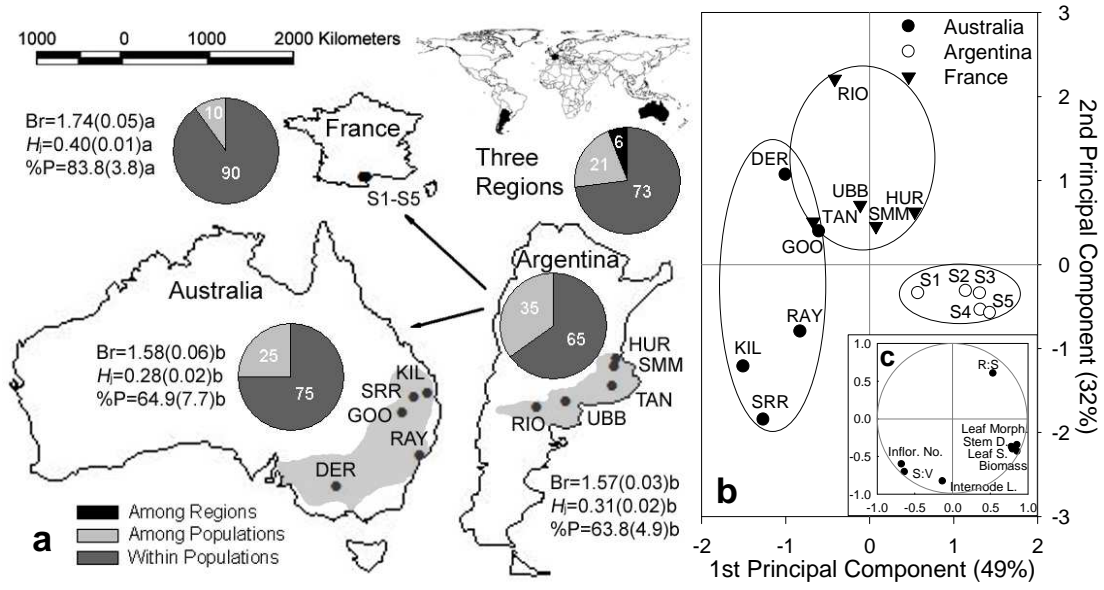 1000 0 1000 2000 Kilometers
Br=1.74(0.05)a
Hj=0.40(0.01)a
%P=83.8(3.8)a
10
90
France
S1-S5
Three
Regions
6
21
73
Australia
Br=1.58(0.06)b
Hj=0.28(0.02)b
%P=64.9(7.7)b
25
75
KIL
SRR
GOO
RAY
DER
Argentina
35
65
HUR
SMM
TAN
UBB
RIO
Br=1.57(0.03)b
Hj=0.31(0.02)b
%P=63.8(4.9)b
a
Among Regions
Among Populations
Within Populations
Australia
Argentina
France
RIO
DER
UBB
HUR
TAN
SMM
GOO
S1
S2
S3
S4
S5
RAY
KIL
SRR
b
3
2
1
0
-1
-2
-3
2nd Principal Component (32%)
-2 -1 0 1 2
1st Principal Component (49%)
c
1.0
0.5
0.0
-0.5
-1.0
R:S
Leaf Morph.
Stem D.
Leaf S.
Biomass
Inflor. No.
S:V
Internode L.
-1.0 -0.5 0.0 0.5 1.0